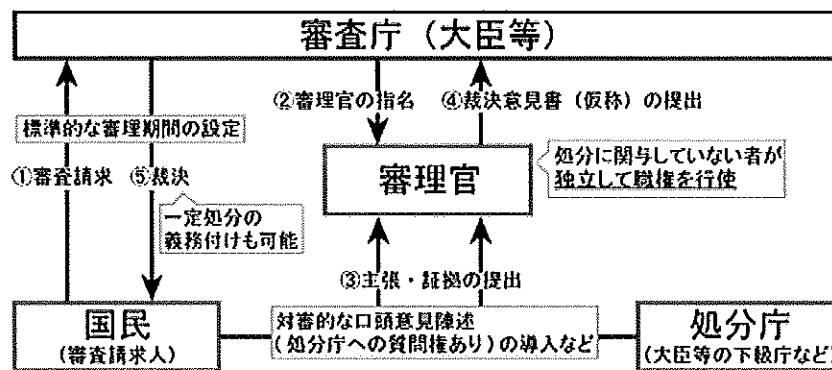 審査庁（大臣等）
②審理官の指名 ④裁決意見書（仮称）の提出
標準的な審理期間の設定
①審査請求 ⑤裁決
一定処分の
義務付けも可能
審理官
処分に関与していない者が
独立して職権を行使
③主張・証拠の提出
国民
（審査請求人）
対審的な口頭意見陳述
（処分庁への質問権あり）の導入など
処分庁
（大臣等の下級庁など）